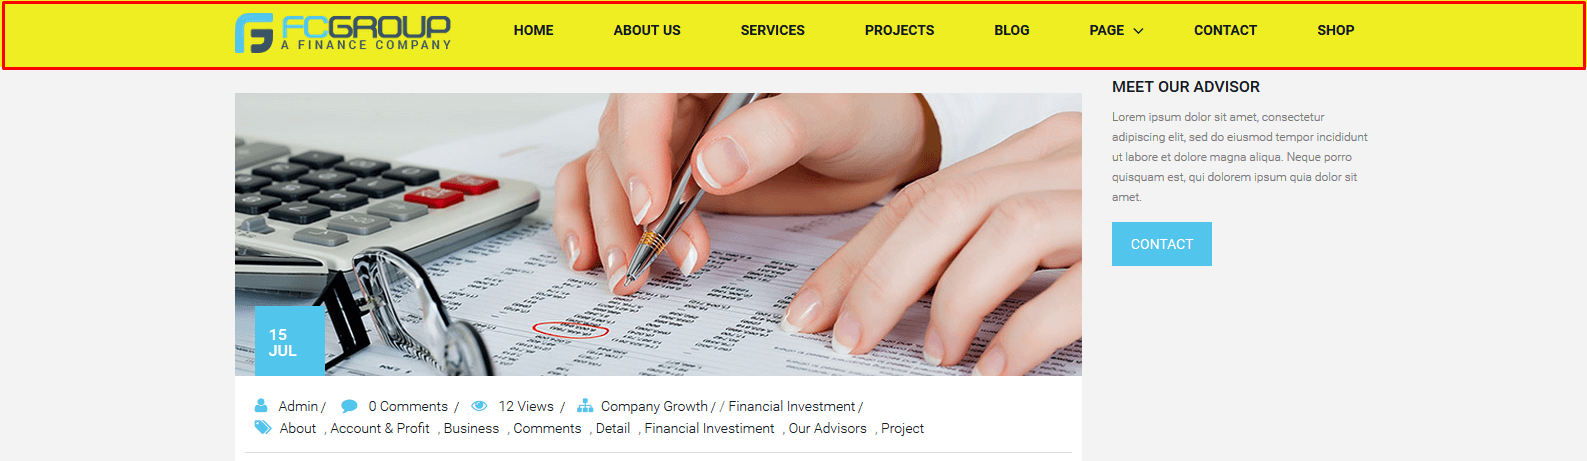 FCGROUP
A FINANCE COMPANY
HOME ABOUT US SERVICES PROJECTS BLOG PAGE CONTACT SHOP
MEET OUR ADVISOR
Lorem ipsum dolor sit amet, consectetur
adipiscing elit, sed do eiusmod tempor incididunt
ut labore et dolore magna aliqua. Neque porro
quisquam est, qui dolorem ipsum quia dolor sit
amet.
CONTACT
15
JUL
Admin / 0 Comments / 12 Views / Company Growth / / Financial Investment /
About , Account & Profit , Business , Comments , Detail , Financial Investiment , Our Advisors , Project